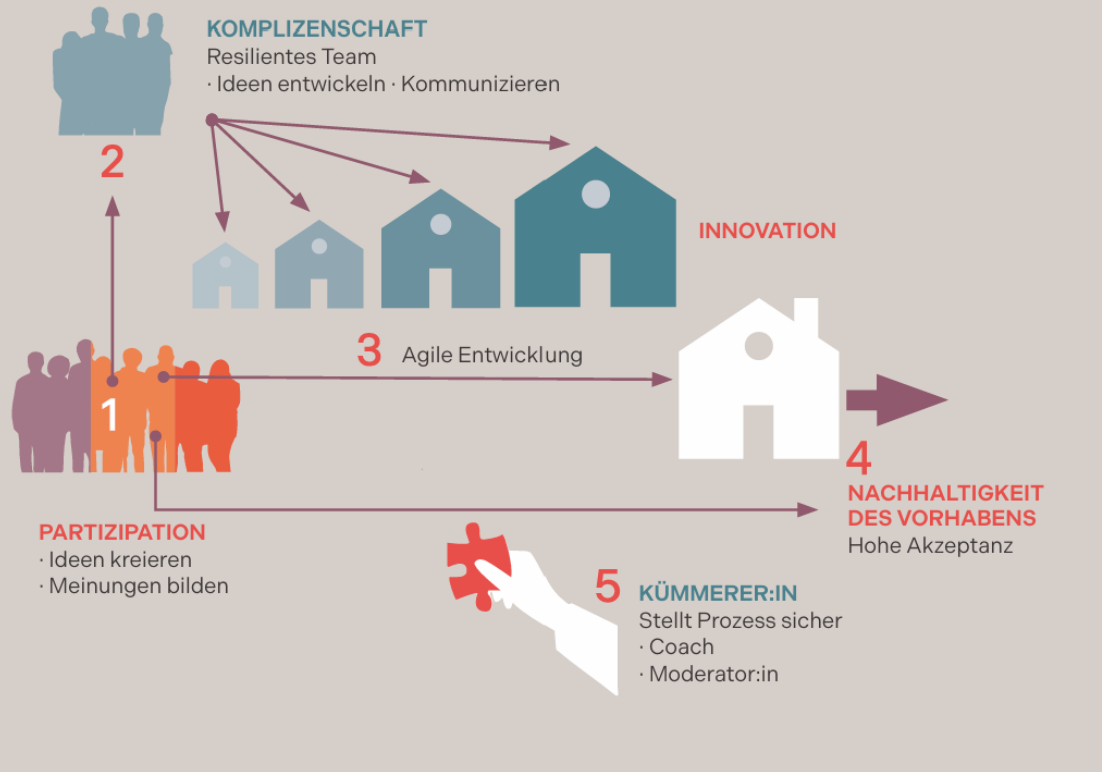 KOMPLIZENSCHAFT
Resilientes Team
· Ideen entwickeln · Kommunizieren
2
INNOVATION
3 Agile Entwicklung
1
4
NACHHALTIGKEIT
DES VORHABENS
Hohe Akzeptanz
PARTIZIPATION
· Ideen kreieren
· Meinungen bilden
5 KÜMMERER:IN
Stellt Prozess sicher
· Coach
· Moderator:in